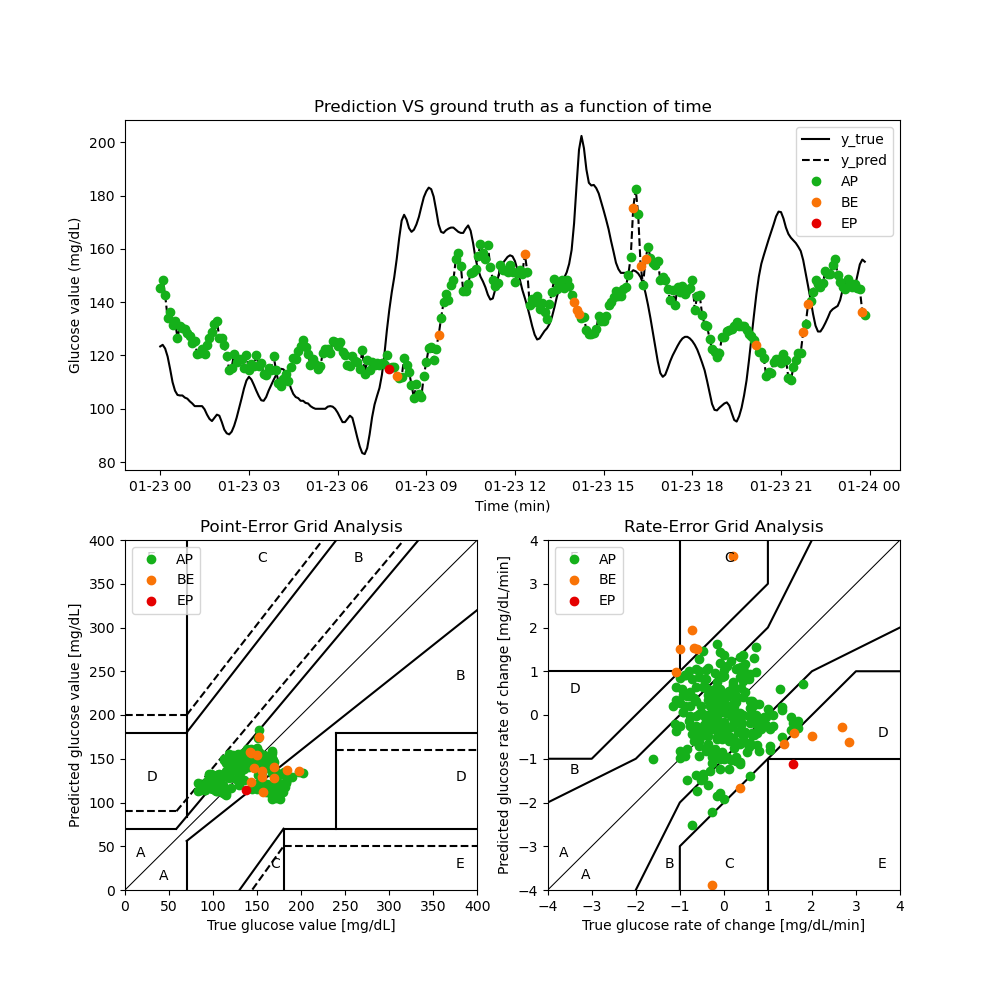 Prediction VS ground truth as a function of time
Glucose value (mg/dL)
200
180
160
140
120
100
80
y_true
y_pred
AP
BE
EP
01-23 00 01-23 03 01-23 06 01-23 09 01-23 12 01-23 15 01-23 18 01-23 21 01-24 00
Time (min)
Point-Error Grid Analysis
Predicted glucose value [mg/dL]
400
350
300
250
200
150
100
50
0
AP
BE
EP
C
B
B
D
D
A
A
C
E
0 50 100 150 200 250 300 350 400
True glucose value [mg/dL]
Rate-Error Grid Analysis
Predicted glucose rate of change [mg/dL/min]
4
3
2
1
0
−1
−2
−3
−4
AP
BE
EP
C
D
D
B
A
A
B
C
E
−4 −3 −2 −1 0 1 2 3 4
True glucose rate of change [mg/dL/min]